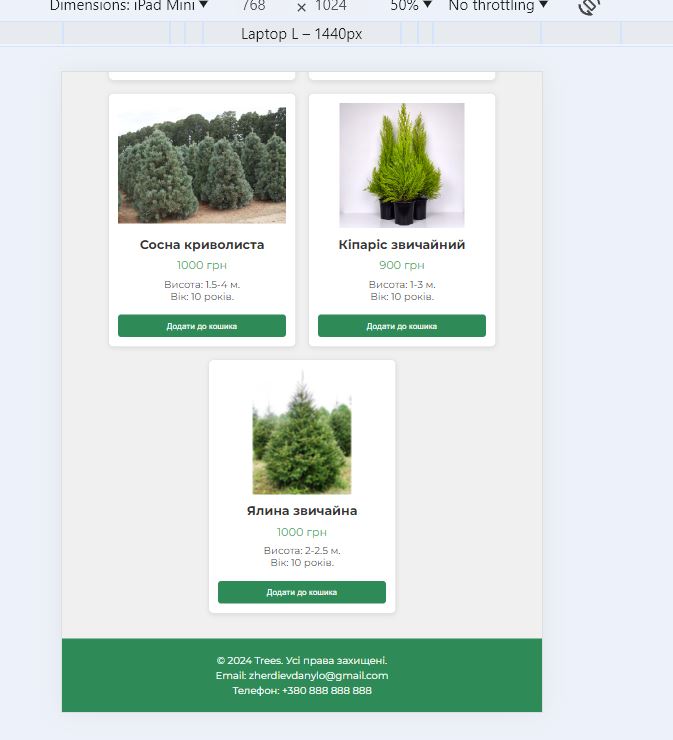 Dimensions: iPad Mini ▼ 768 × 1024 50% ▼ No throttling ▼
Laptop L – 1440px
Сосна криволиста
1000 грн
Висота: 1.5-4 м.
Вік: 10 років.
Додати до кошика
Кіпаріс звичайний
900 грн
Висота: 1-3 м.
Вік: 10 років.
Додати до кошика
Ялина звичайна
1000 грн
Висота: 2-2.5 м.
Вік: 10 років.
Додати до кошика
© 2024 Trees. Усі права захищені.
Email: zherdievdanylo@gmail.com
Телефон: +380 888 888 888